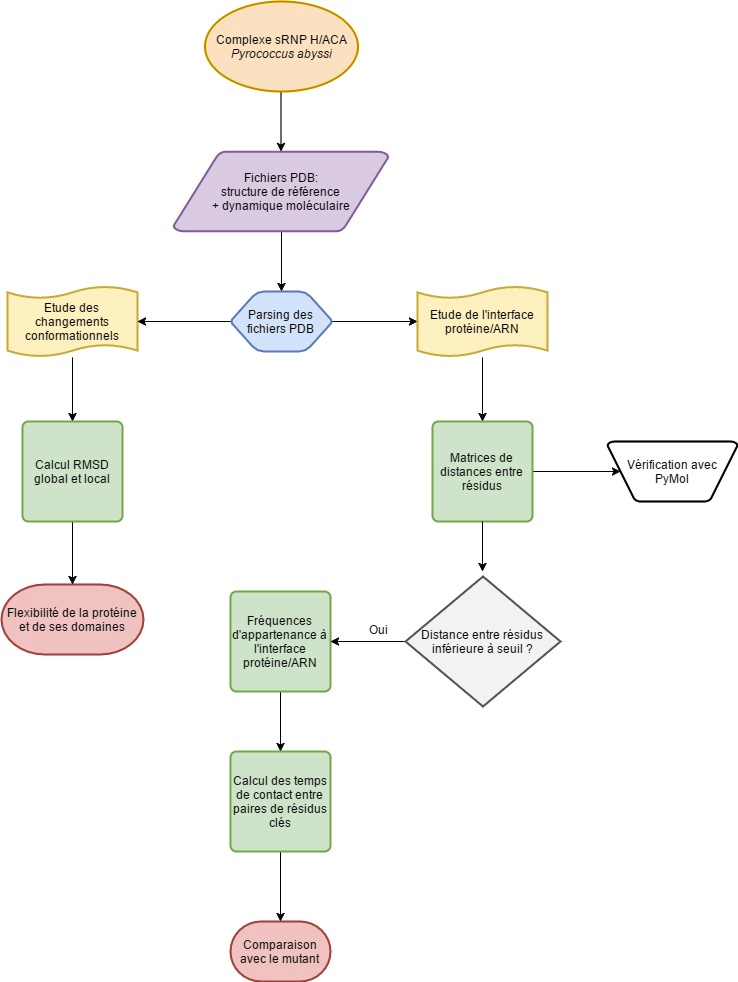 Complexe sRNP H/ACA
Pyrococcus abyssi
Fichiers PDB:
structure de référence
+ dynamique moléculaire
Etude des
changements
conformationnels
Parsing des
fichiers PDB
Etude de l'interface
protéine/ARN
Calcul RMSD
global et local
Matrices de
distances entre
résidus
Vérification avec
PyMol
Flexibilité de la protéine
et de ses domaines
Fréquences
d'appartenance à
l'interface
protéine/ARN
Oui
Distance entre résidus
inférieure à seuil ?
Calcul des temps
de contact entre
paires de résidus
clés
Comparaison
avec le mutant